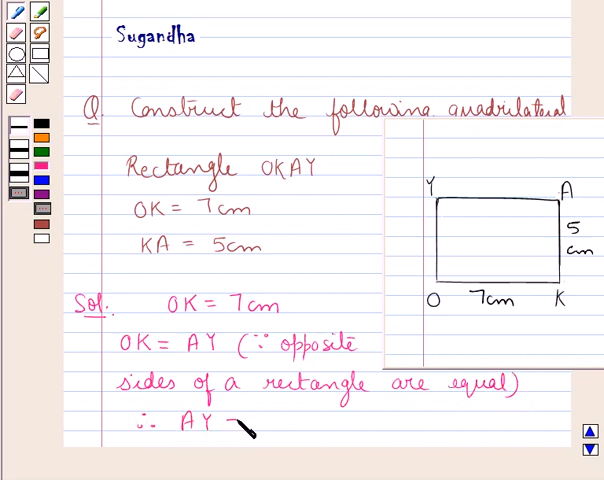 Sugandha
Q. Construct the following quadrilateral
Rectangle OKAY
OK = 7cm
KA = 5cm
Y A
5
cm
O 7cm K
Sol. OK = 7cm
OK = AY (∵ opposite
sides of a rectangle are equal)
∴ AY